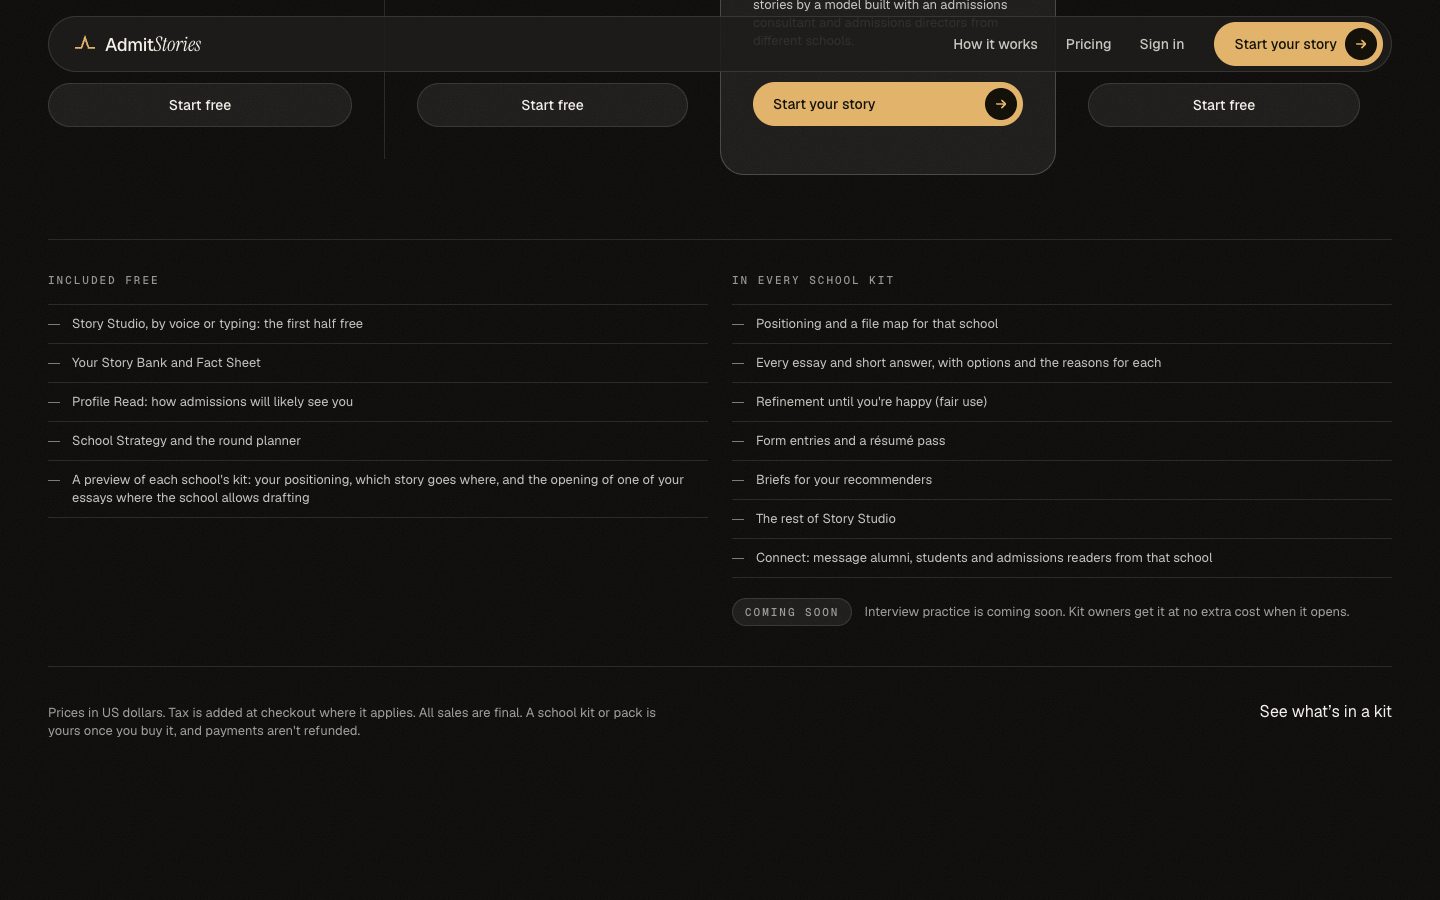 stories by a model built with an admissions
consultant and admissions directors from
different schools.
AdmitStories
How it works
Pricing
Sign in
Start your story
Start free
Start free
Start your story
Start free
INCLUDED FREE
— Story Studio, by voice or typing: the first half free
— Your Story Bank and Fact Sheet
— Profile Read: how admissions will likely see you
— School Strategy and the round planner
— A preview of each school's kit: your positioning, which story goes where, and the opening of one of your
essays where the school allows drafting
IN EVERY SCHOOL KIT
— Positioning and a file map for that school
— Every essay and short answer, with options and the reasons for each
— Refinement until you're happy (fair use)
— Form entries and a résumé pass
— Briefs for your recommenders
— The rest of Story Studio
— Connect: message alumni, students and admissions readers from that school
COMING SOON
Interview practice is coming soon. Kit owners get it at no extra cost when it opens.
Prices in US dollars. Tax is added at checkout where it applies. All sales are final. A school kit or pack is
yours once you buy it, and payments aren't refunded.
See what's in a kit